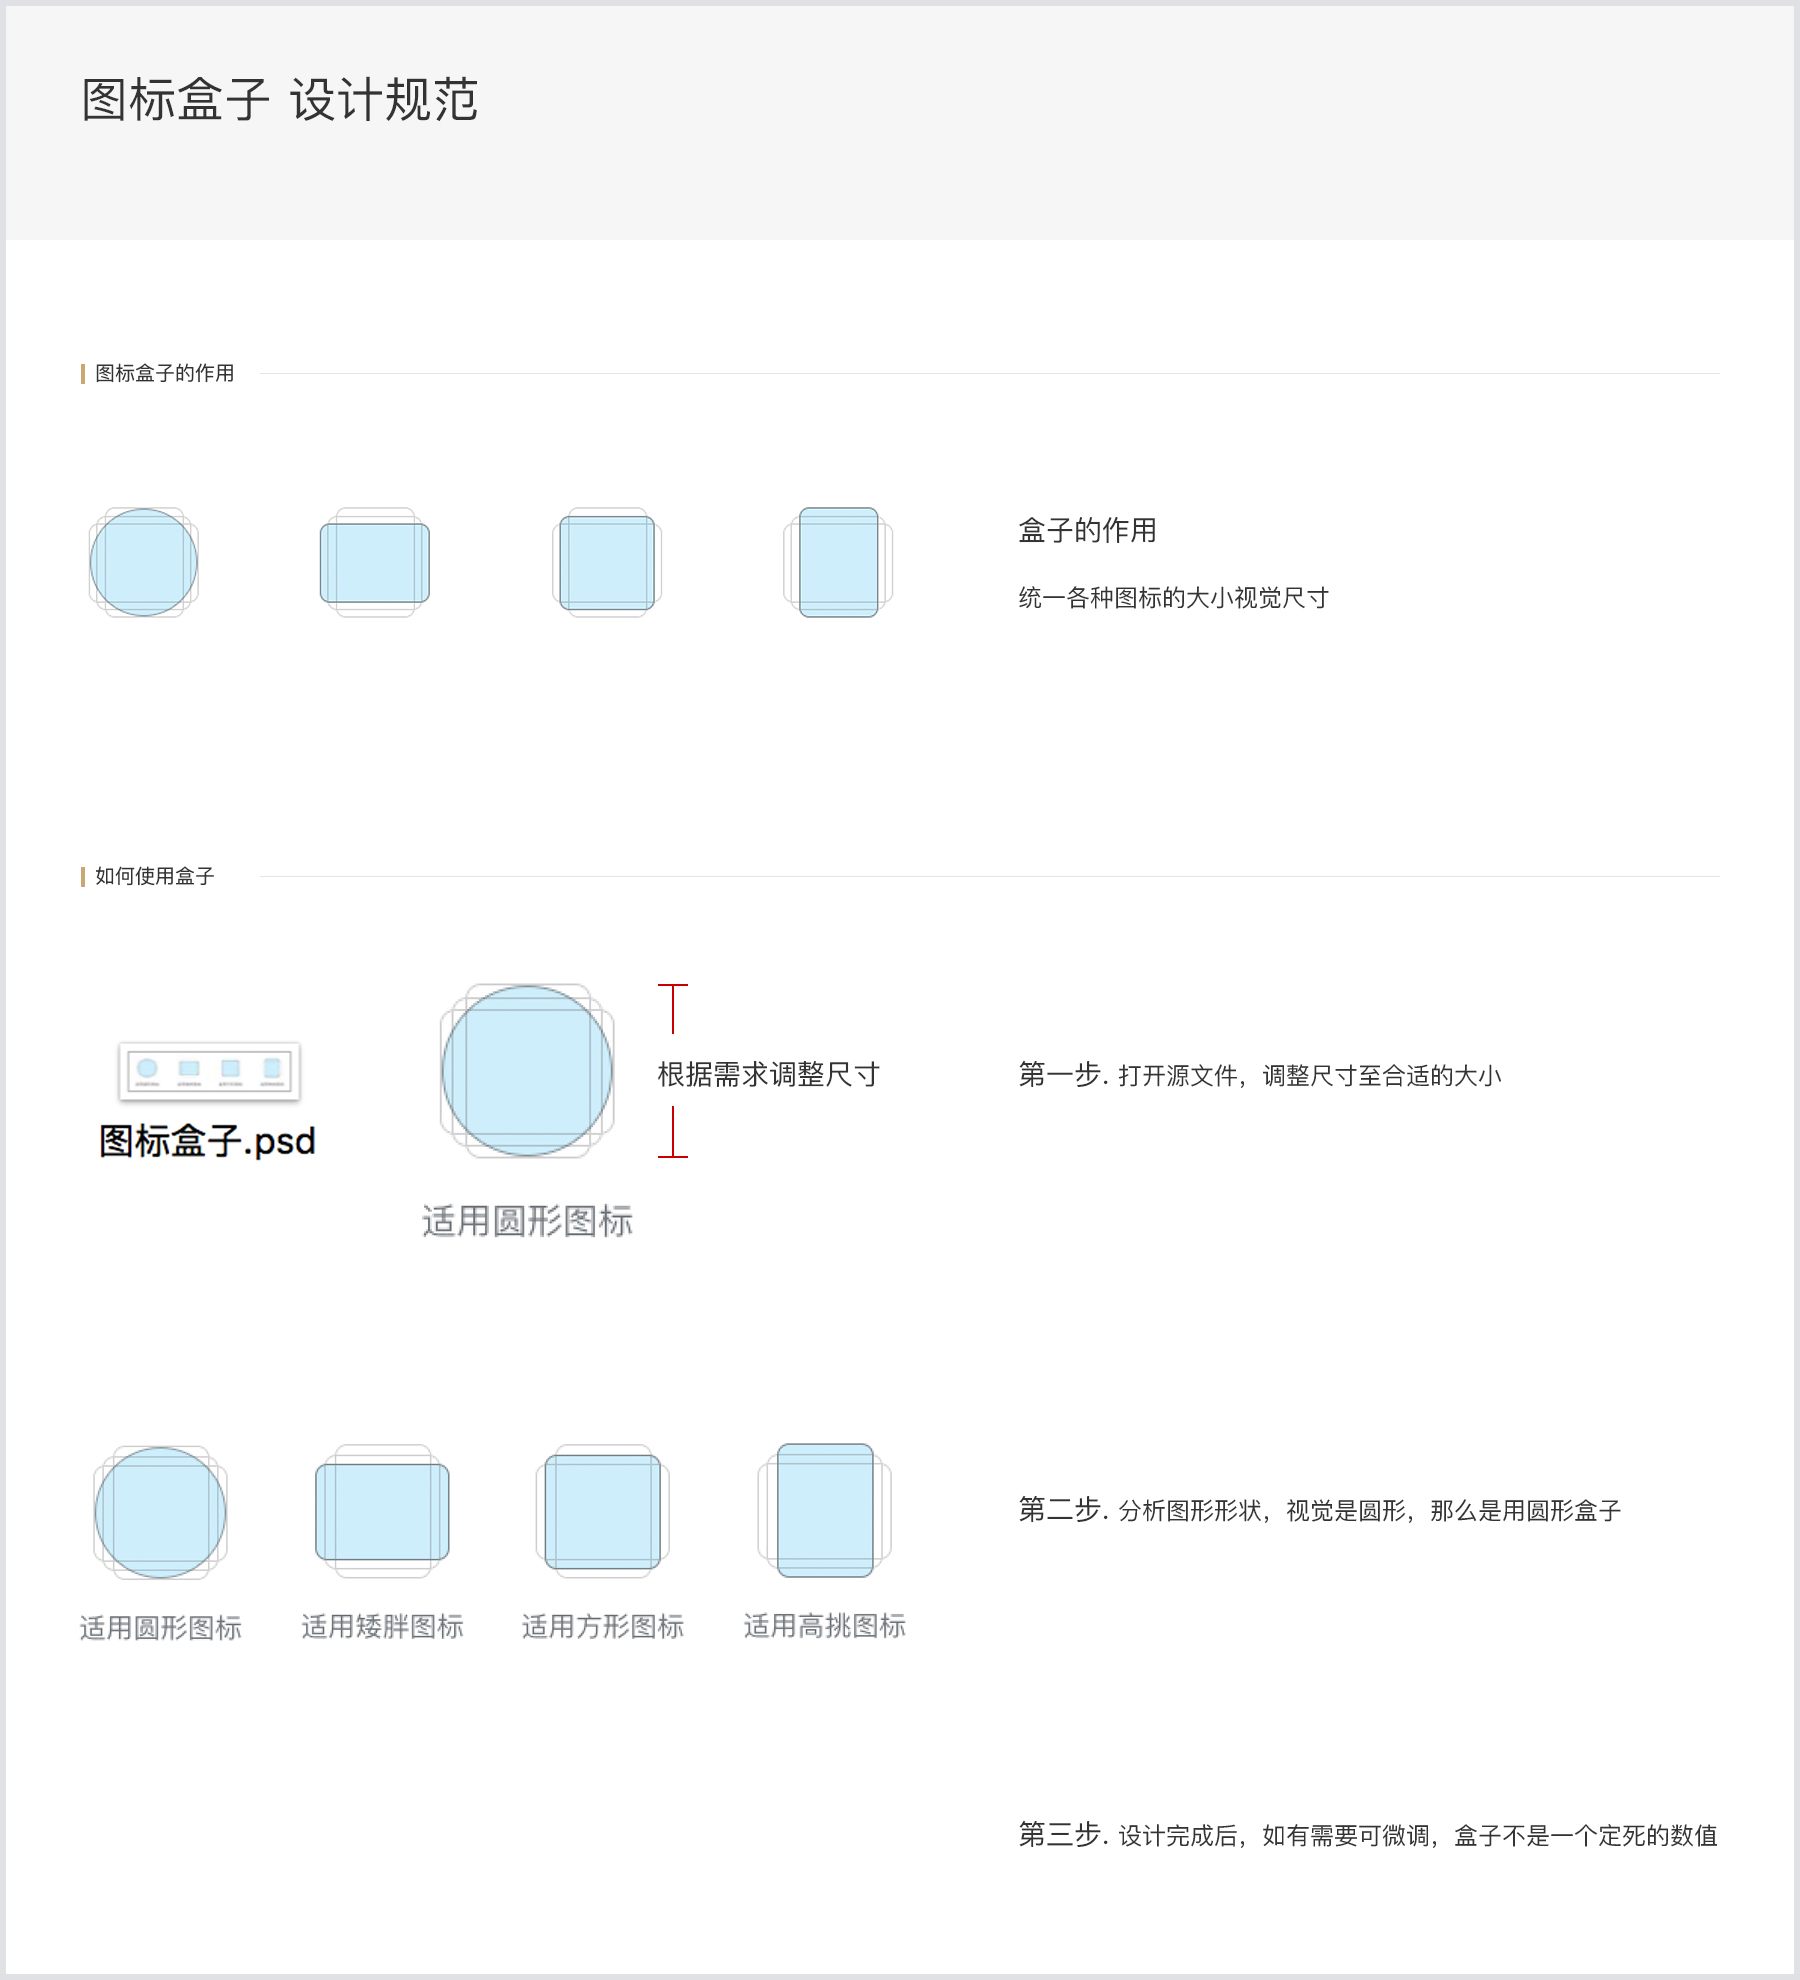 图标盒子 设计规范
图标盒子的作用
盒子的作用
统一各种图标的大小视觉尺寸
如何使用盒子
根据需求调整尺寸
第一步. 打开源文件，调整尺寸至合适的大小
图标盒子.psd
适用圆形图标
第二步. 分析图形形状，视觉是圆形，那么是用圆形盒子
适用圆形图标
适用矮胖图标
适用方形图标
适用高挑图标
第三步. 设计完成后，如有需要可微调，盒子不是一个定死的数值